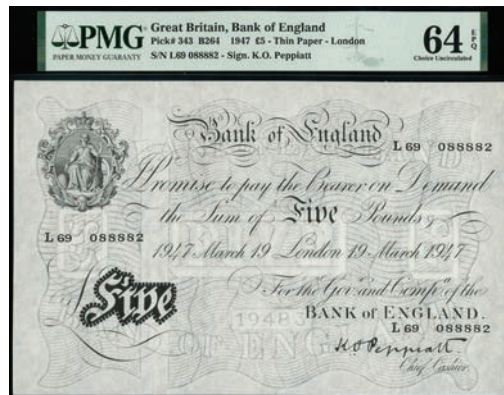 PMG
PAPER MONEY GUARANTY
Great Britain, Bank of England
Pick# 343 B264 1947 £5 - Thin Paper - London
S/N L69 088882 - Sign. K.O. Peppiatt
64 EPQ
Choice Uncirculated
Bank of England
L 69 088882
I Promise to pay the Bearer on Demand
the Sum of Five Pounds
L 69 088882
1947 March 19 London 19 March 1947
For the Govr. and Compa. of the
Five
BANK of ENGLAND.
L 69 088882
K O Peppiatt
Chief Cashier.